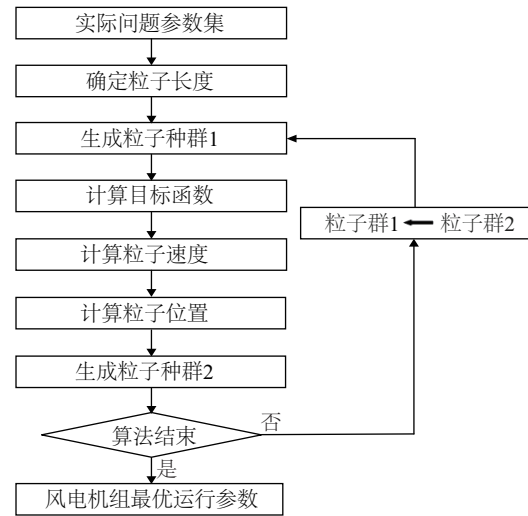 实际问题参数集
确定粒子长度
生成粒子种群1
计算目标函数
粒子群1 粒子群2
计算粒子速度
计算粒子位置
生成粒子种群2
算法结束
否
是
风电机组最优运行参数